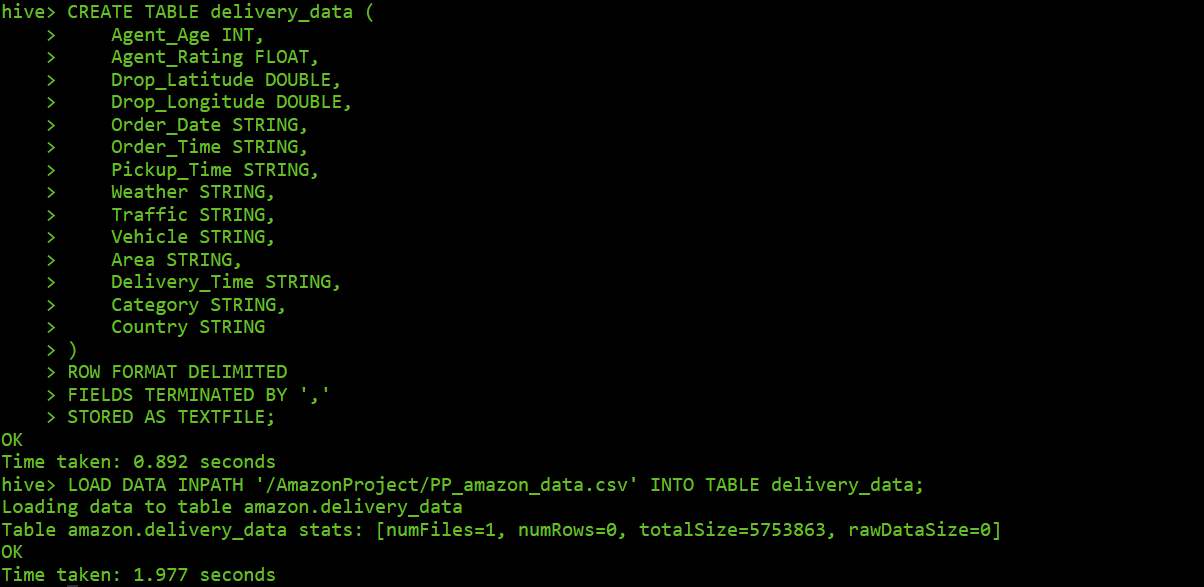 hive> CREATE TABLE delivery_data (
    >     Agent_Age INT,
    >     Agent_Rating FLOAT,
    >     Drop_Latitude DOUBLE,
    >     Drop_Longitude DOUBLE,
    >     Order_Date STRING,
    >     Order_Time STRING,
    >     Pickup_Time STRING,
    >     Weather STRING,
    >     Traffic STRING,
    >     Vehicle STRING,
    >     Area STRING,
    >     Delivery_Time STRING,
    >     Category STRING,
    >     Country STRING
    > )
    > ROW FORMAT DELIMITED
    > FIELDS TERMINATED BY ','
    > STORED AS TEXTFILE;
OK
Time taken: 0.892 seconds
hive> LOAD DATA INPATH '/AmazonProject/PP_amazon_data.csv' INTO TABLE delivery_data;
Loading data to table amazon.delivery_data
Table amazon.delivery_data stats: [numFiles=1, numRows=0, totalSize=5753863, rawDataSize=0]
OK
Time taken: 1.977 seconds